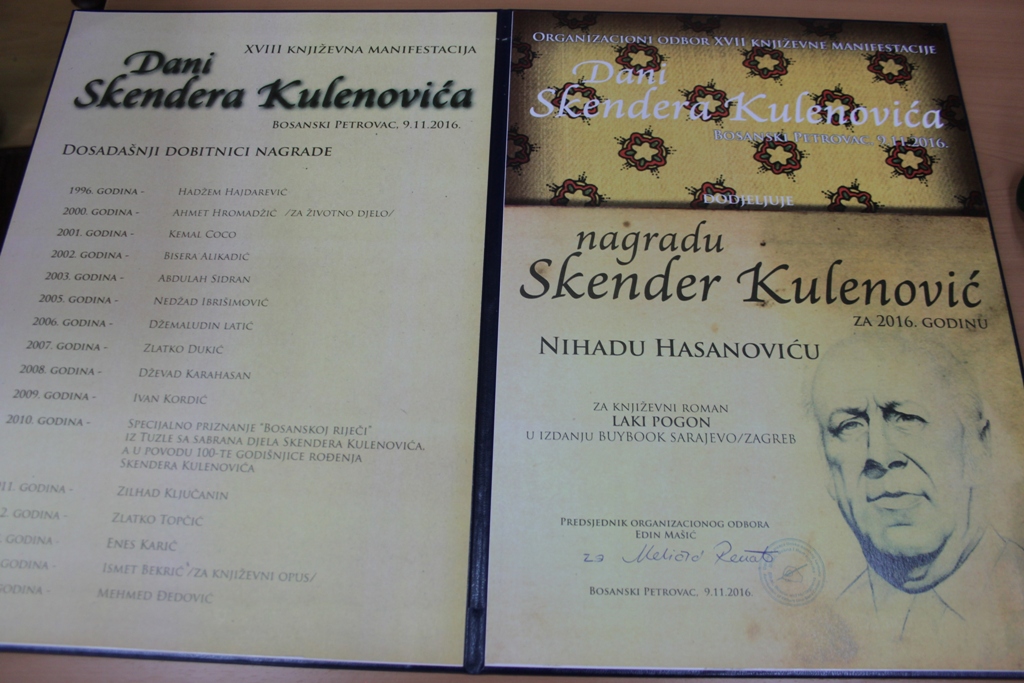 XVIII KNJIŽEVNA MANIFESTACIJA
Dani
Skendera Kulenovića
BOSANSKI PETROVAC, 9.11.2016.
DOSADAŠNJI DOBITNICI NAGRADE
1996. GODINA - HADŽEM HAJDAREVIĆ
2000. GODINA - AHMET HROMADŽIĆ /ZA ŽIVOTNO DJELO/
2001. GODINA - KEMAL COCO
2002. GODINA - BISERA ALIKADIĆ
2003. GODINA - ABDULAH SIDRAN
2005. GODINA - NEDŽAD IBRIŠIMOVIĆ
2006. GODINA - DŽEMALUDIN LATIĆ
2007. GODINA - ZLATKO DUKIĆ
2008. GODINA - DŽEVAD KARAHASAN
2009. GODINA - IVAN KORDIĆ
2010. GODINA - SPECIJALNO PRIZNANJE "BOSANSKOJ RIJEČI"
IZ TUZLE SA SABRANA DJELA SKENDERA KULENOVIĆA,
A U POVODU 100-TE GODIŠNJICE ROĐENJA
SKENDERA KULENOVIĆA
11. GODINA - ZILHAD KLJUČANIN
2. GODINA - ZLATKO TOPČIĆ
GODINA - ENES KARIĆ
GODINA - ISMET BEKRIĆ /ZA KNJIŽEVNI OPUS/
GODINA - MEHMED ĐEDOVIĆ
ORGANIZACIONI ODBOR XVII KNJIŽEVNE MANIFESTACIJE
Dani
Skendera Kulenovića
BOSANSKI PETROVAC, 9.11.2016.
DODJELJUJE
nagradu
Skender Kulenović
ZA 2016. GODINU
NIHADU HASANOVIĆU
ZA KNJIŽEVNI ROMAN
LAKI POGON
U IZDANJU BUYBOOK SARAJEVO/ZAGREB
PREDSJEDNIK ORGANIZACIONOG ODBORA
EDIN MAŠIĆ
za
BOSANSKI PETROVAC, 9.11.2016.